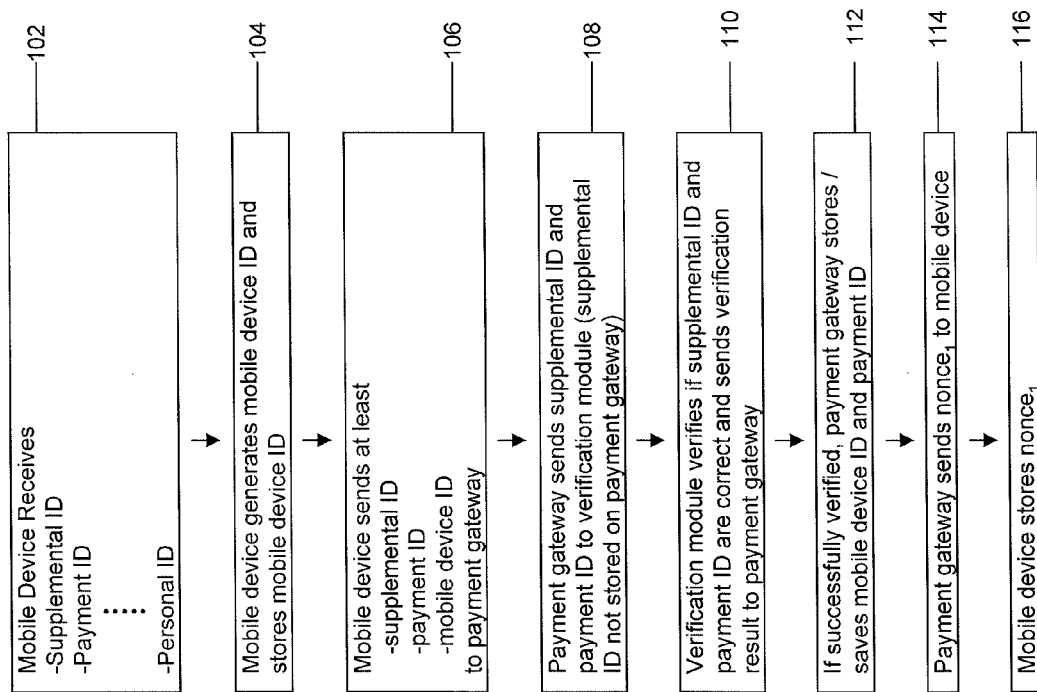 Mobile Device Receives
-Supplemental ID
-Payment ID
-Personal ID
102
Mobile device generates mobile device ID and
stores mobile device ID
104
Mobile device sends at least
-supplemental ID
-payment ID
-mobile device ID
to payment gateway
106
Payment gateway sends supplemental ID and
payment ID to verification module (supplemental
ID not stored on payment gateway)
108
Verification module verifies if supplemental ID and
payment ID are correct and sends verification
result to payment gateway
110
If successfully verified, payment gateway stores /
saves mobile device ID and payment ID
112
Payment gateway sends nonce₁ to mobile device
114
Mobile device stores nonce₁
116